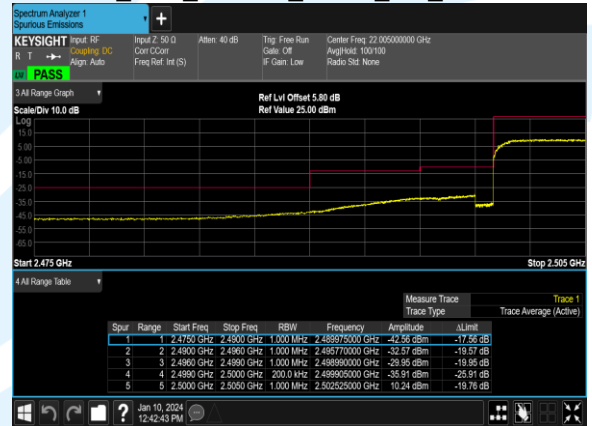 Spectrum Analyzer 1
Spurious Emissions
KEYSIGHT Input: RF Input Z: 50 Ω Atten: 40 dB Trig: Free Run Center Freq: 22.005000000 GHz
R T Coupling: DC Corr CCorr Gate: Off Avg|Hold: 100/100
Align: Auto Freq Ref: Int (S) IF Gain: Low Radio Std: None
PASS
3 All Range Graph
Ref Lvl Offset 5.80 dB
Scale/Div 10.0 dB Ref Value 25.00 dBm
Log
15.0
5.00
-5.00
-15.0
-25.0
-35.0
-45.0
-55.0
-65.0
Start 2.475 GHz Stop 2.505 GHz
4 All Range Table
Measure Trace Trace 1
Trace Type Trace Average (Active)
Spur Range Start Freq Stop Freq RBW Frequency Amplitude ΔLimit
1 1 2.4750 GHz 2.4900 GHz 1.000 MHz 2.489975000 GHz -42.56 dBm -17.56 dB
2 2 2.4900 GHz 2.4960 GHz 1.000 MHz 2.495770000 GHz -32.57 dBm -19.57 dB
3 3 2.4960 GHz 2.4990 GHz 1.000 MHz 2.498990000 GHz -29.95 dBm -19.95 dB
4 4 2.4990 GHz 2.5000 GHz 200.0 kHz 2.499905000 GHz -35.91 dBm -25.91 dB
5 5 2.5000 GHz 2.5050 GHz 1.000 MHz 2.502525000 GHz 10.24 dBm -19.76 dB
Jan 10, 2024
12:42:43 PM